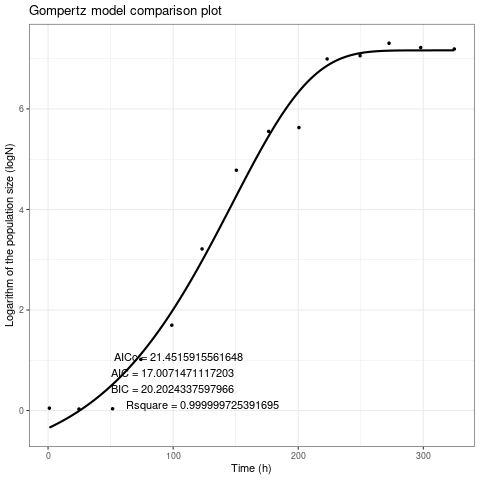 Gompertz model comparison plot
Logarithm of the population size (logN)
6
4
2
0
AICc = 21.4515915561648
AIC = 17.0071471117203
BIC = 20.2024337597966
Rsquare = 0.999999725391695
0 100 200 300
Time (h)